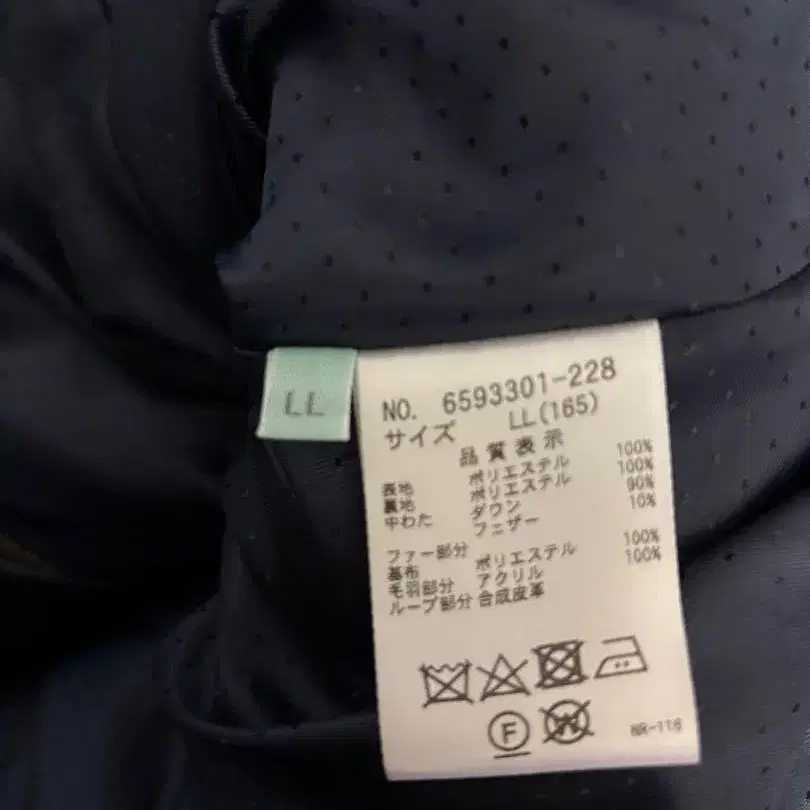 LL
NO. 6593301-228
サイズ LL(165)
品質表示
表地 ポリエステル 100%
裏地 ポリエステル 100%
中わた ダウン 90%
フェザー 10%
ファー部分
基布 ポリエステル 100%
毛羽部分 アクリル 100%
ループ部分 合成皮革
F
W
NR-116